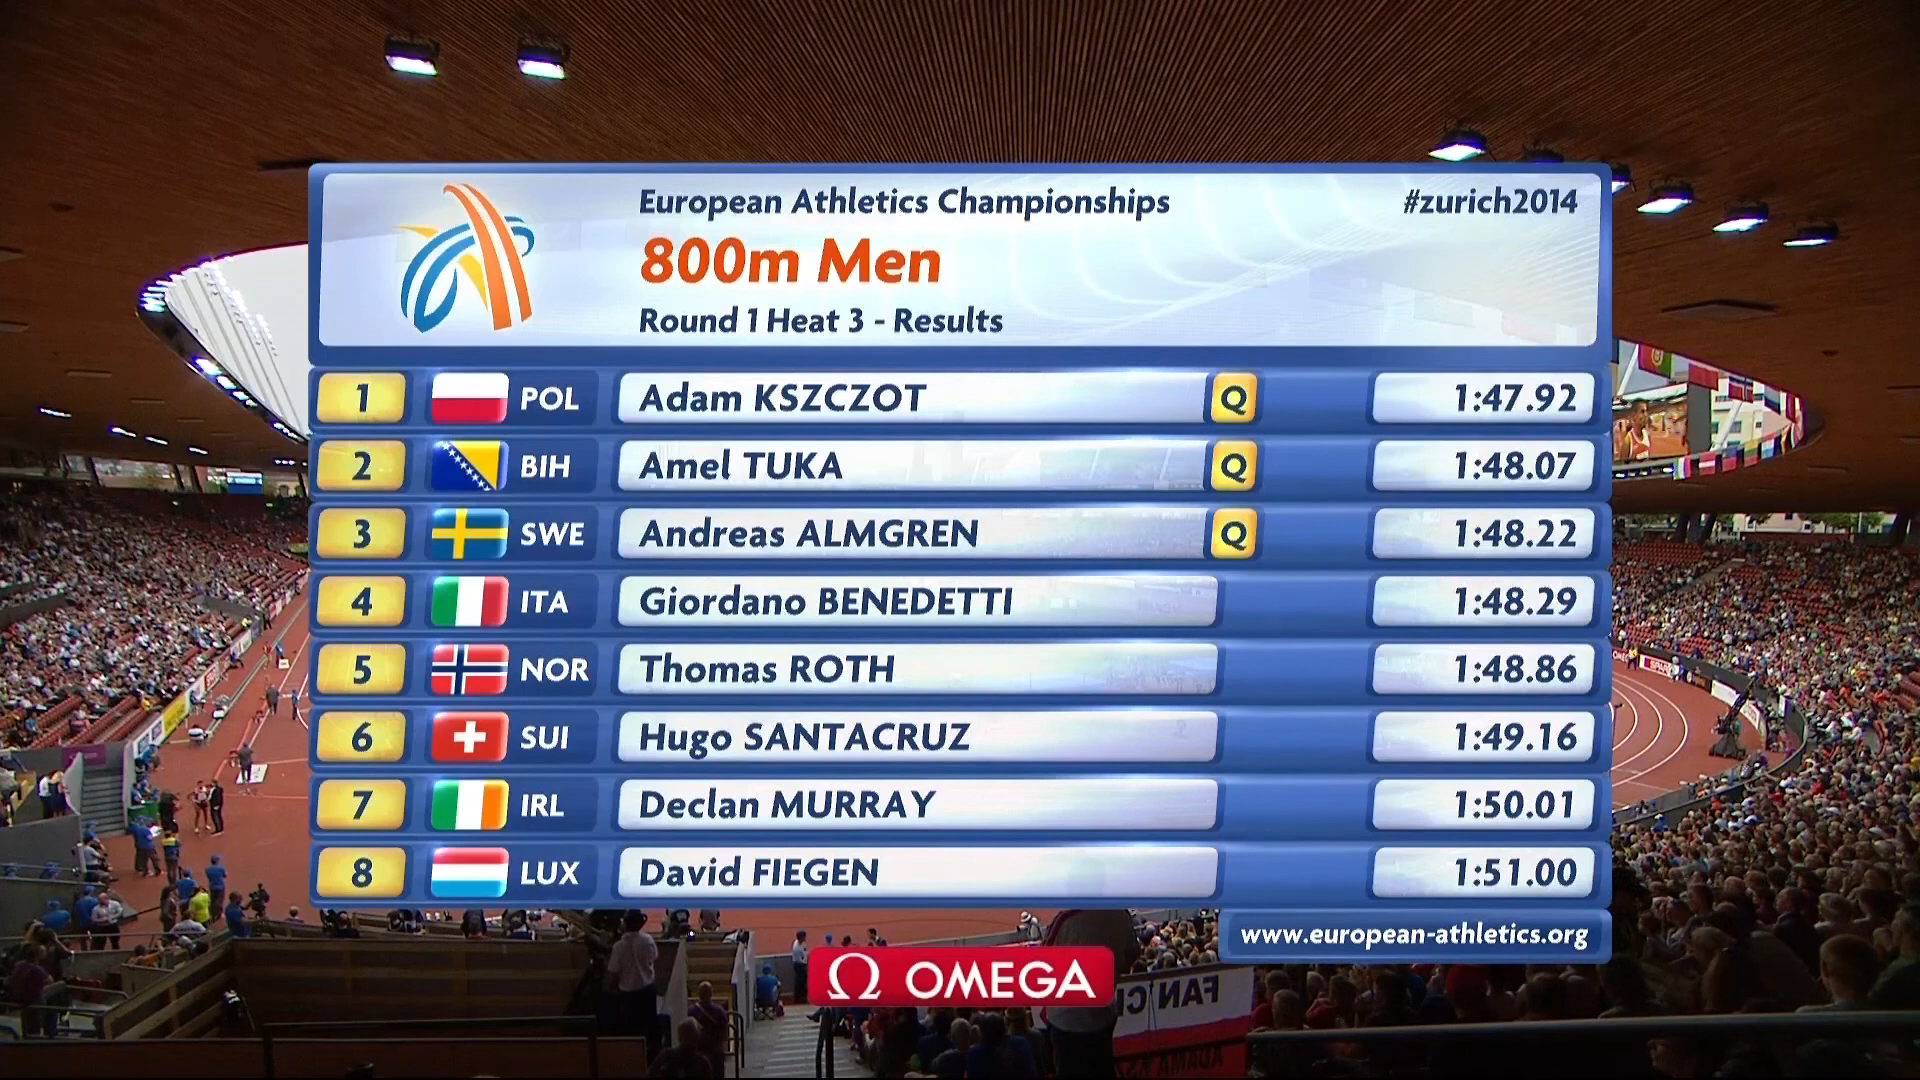 European Athletics Championships #zurich2014
800m Men
Round 1 Heat 3 - Results
1 POL Adam KSZCZOT Q 1:47.92
2 BIH Amel TUKA Q 1:48.07
3 SWE Andreas ALMGREN Q 1:48.22
4 ITA Giordano BENEDETTI 1:48.29
5 NOR Thomas ROTH 1:48.86
6 SUI Hugo SANTACRUZ 1:49.16
7 IRL Declan MURRAY 1:50.01
8 LUX David FIEGEN 1:51.00
www.european-athletics.org
Ω OMEGA
FAN'C